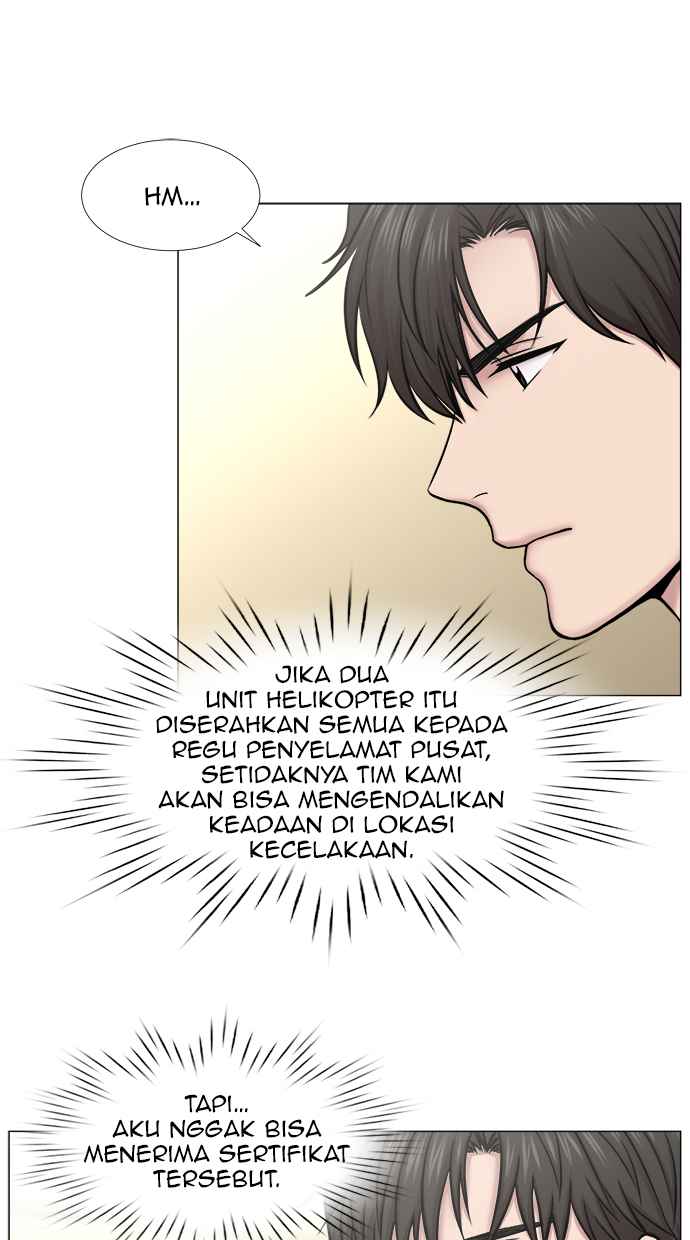 HM...
JIKA DUA
UNIT HELIKOPTER ITU
DISERAHKAN SEMUA KEPADA
REGU PENYELAMAT PUSAT,
SETIDAKNYA TIM KAMI
AKAN BISA MENGENDALIKAN
KEADAAN DI LOKASI
KECELAKAAN.
TAPI...
AKU NGGAK BISA
MENERIMA SERTIFIKAT
TERSEBUT.